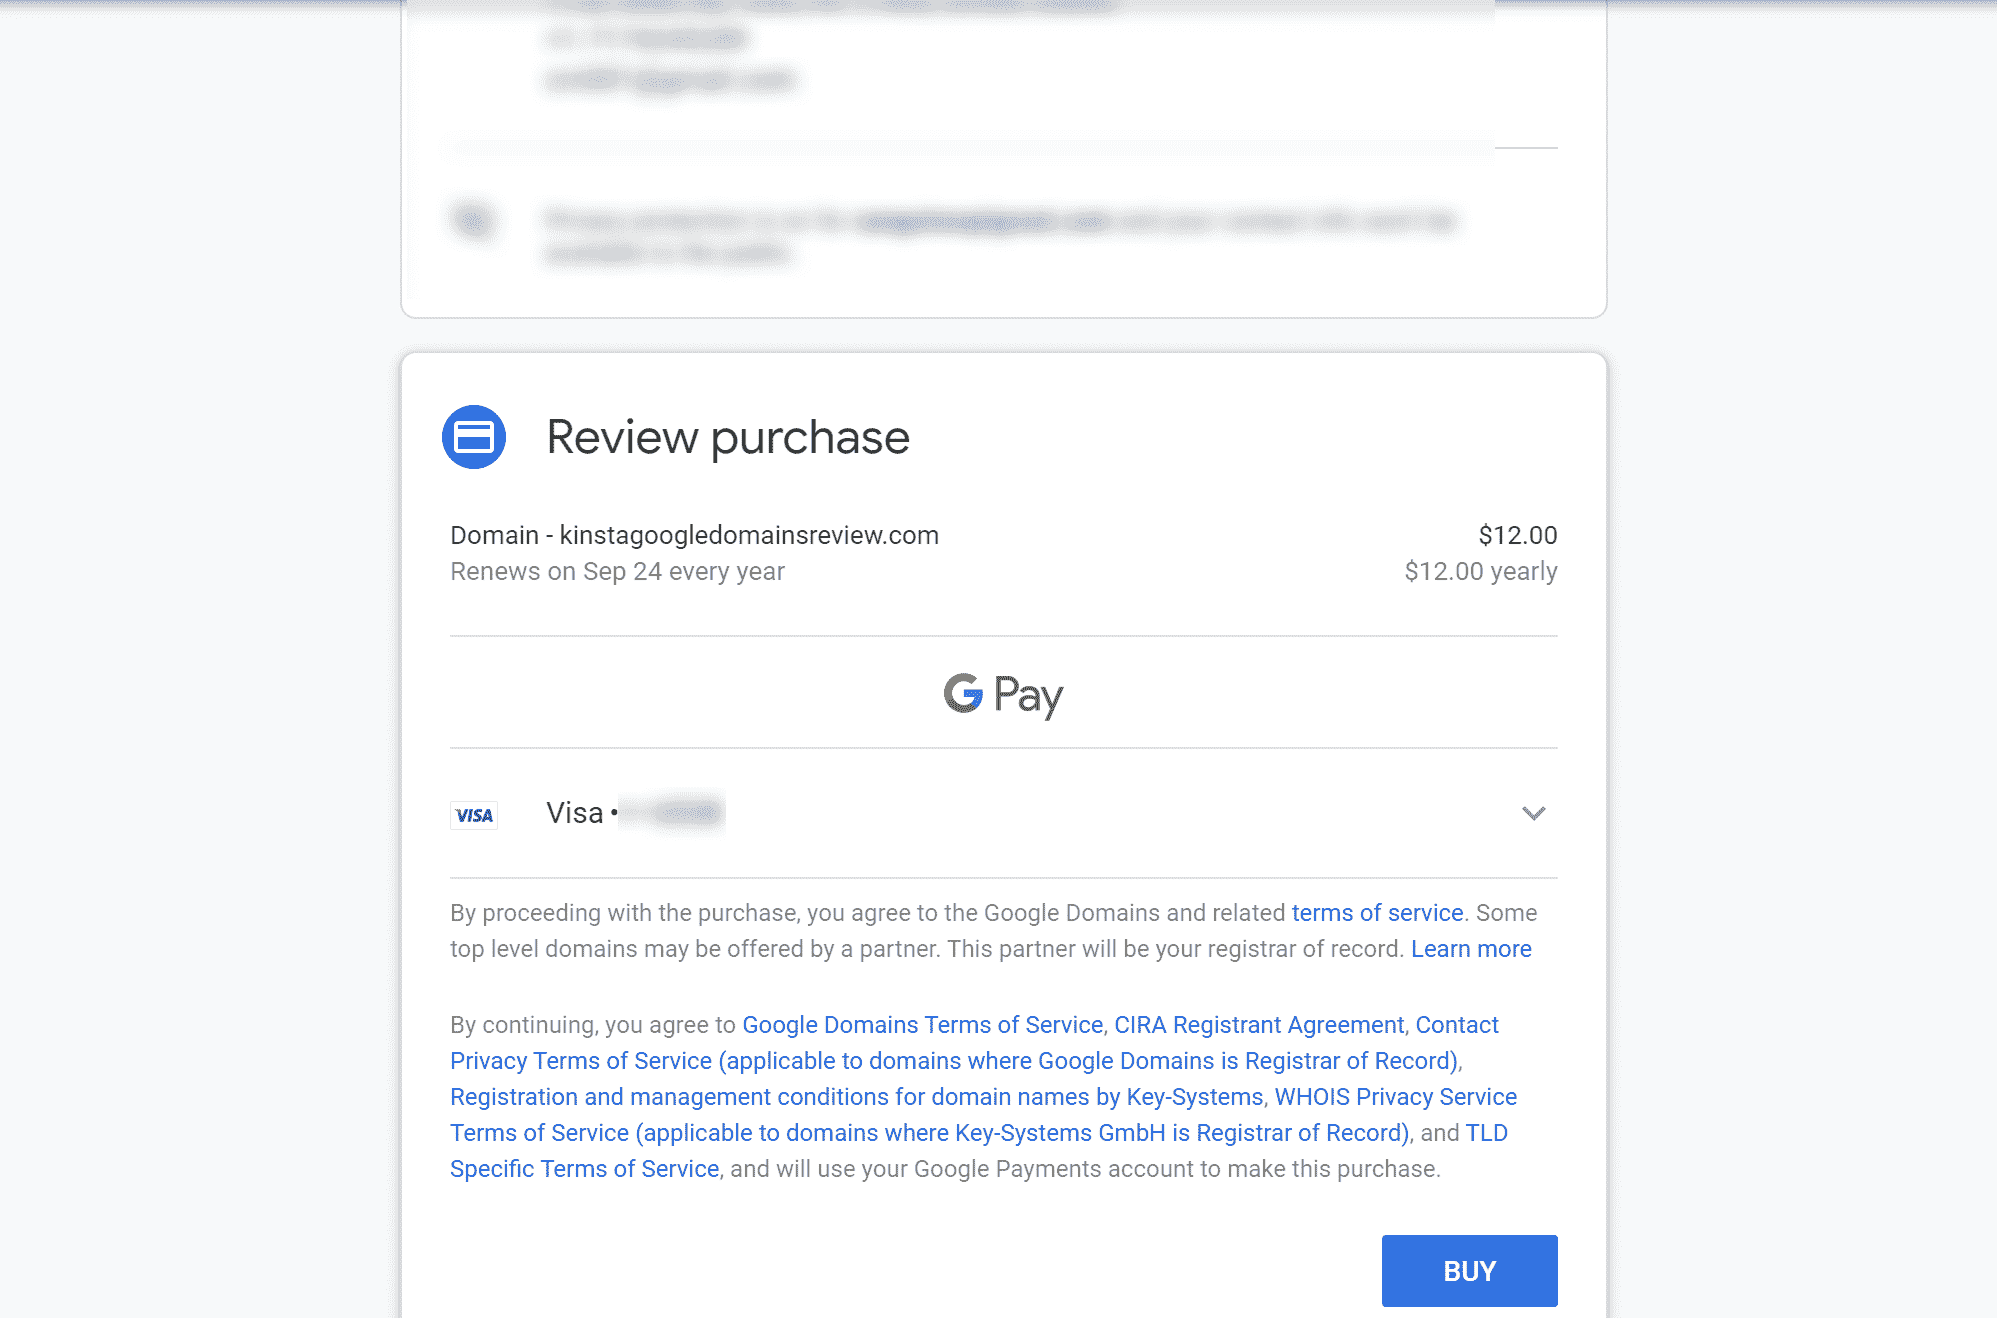 Review purchase
Domain - kinstagoogledomainsreview.com
$12.00
Renews on Sep 24 every year
$12.00 yearly
G Pay
VISA
Visa •
By proceeding with the purchase, you agree to the Google Domains and related terms of service. Some
top level domains may be offered by a partner. This partner will be your registrar of record. Learn more
By continuing, you agree to Google Domains Terms of Service, CIRA Registrant Agreement, Contact
Privacy Terms of Service (applicable to domains where Google Domains is Registrar of Record),
Registration and management conditions for domain names by Key-Systems, WHOIS Privacy Service
Terms of Service (applicable to domains where Key-Systems GmbH is Registrar of Record), and TLD
Specific Terms of Service, and will use your Google Payments account to make this purchase.
BUY